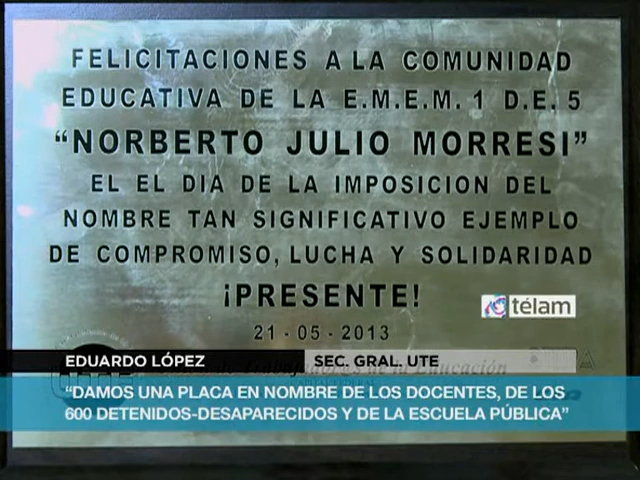 FELICITACIONES A LA COMUNIDAD
EDUCATIVA DE LA E.M.E.M. 1 D.E. 5
“NORBERTO JULIO MORRESI”
EL EL DIA DE LA IMPOSICION DEL
NOMBRE TAN SIGNIFICATIVO EJEMPLO
DE COMPROMISO, LUCHA Y SOLIDARIDAD
¡PRESENTE!
télam
21 - 05 - 2013
EDUARDO LÓPEZ
SEC. GRAL. UTE
“DAMOS UNA PLACA EN NOMBRE DE LOS DOCENTES, DE LOS
600 DETENIDOS-DESAPARECIDOS Y DE LA ESCUELA PÚBLICA”